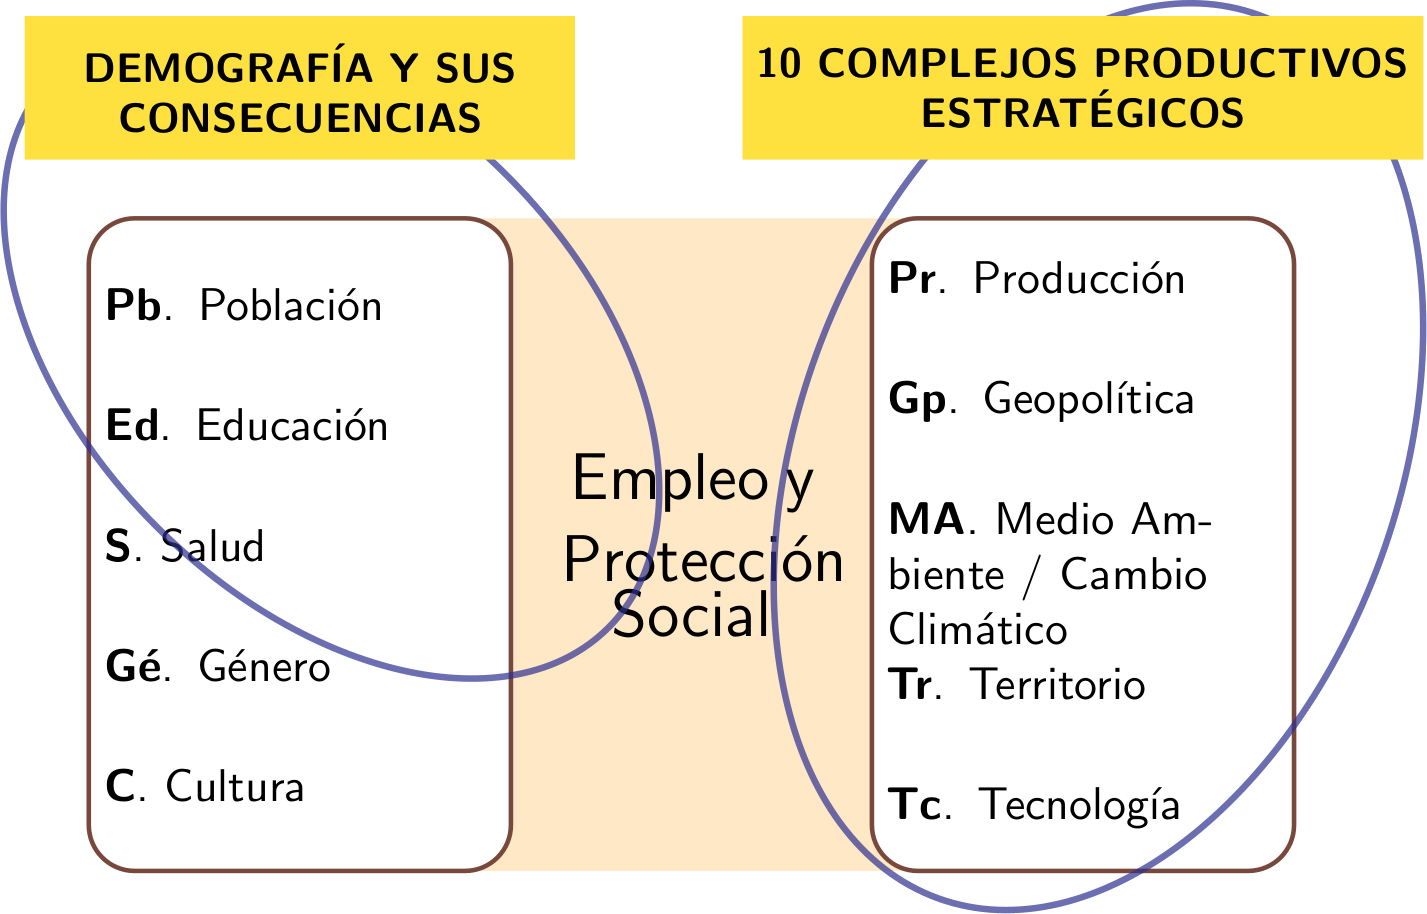 DEMOGRAFÍA Y SUS
CONSECUENCIAS
10 COMPLEJOS PRODUCTIVOS
ESTRATÉGICOS
Pb. Población
Ed. Educación
S. Salud
Gé. Género
C. Cultura
Empleo y
Protección
Social
Pr. Producción
Gp. Geopolítica
MA. Medio Am-
biente / Cambio
Climático
Tr. Territorio
Tc. Tecnología